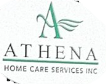 A
ATHENA
HOME CARE SERVICES INC